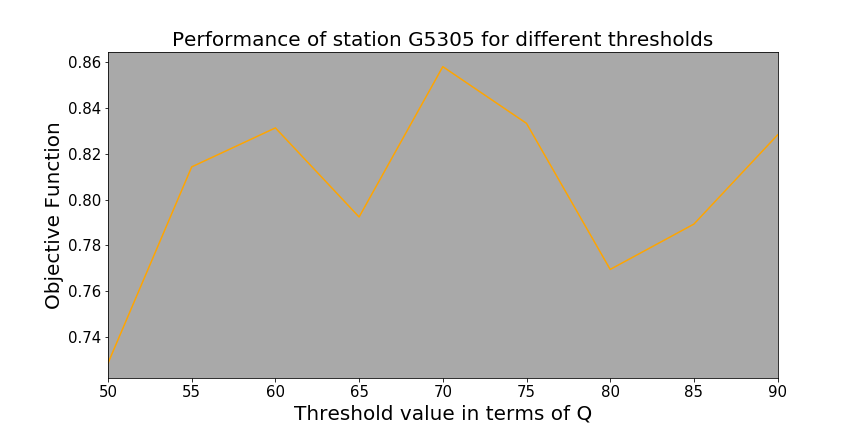 Performance of station G5305 for different thresholds
Objective Function
0.86
0.84
0.82
0.80
0.78
0.76
0.74
50 55 60 65 70 75 80 85 90
Threshold value in terms of Q